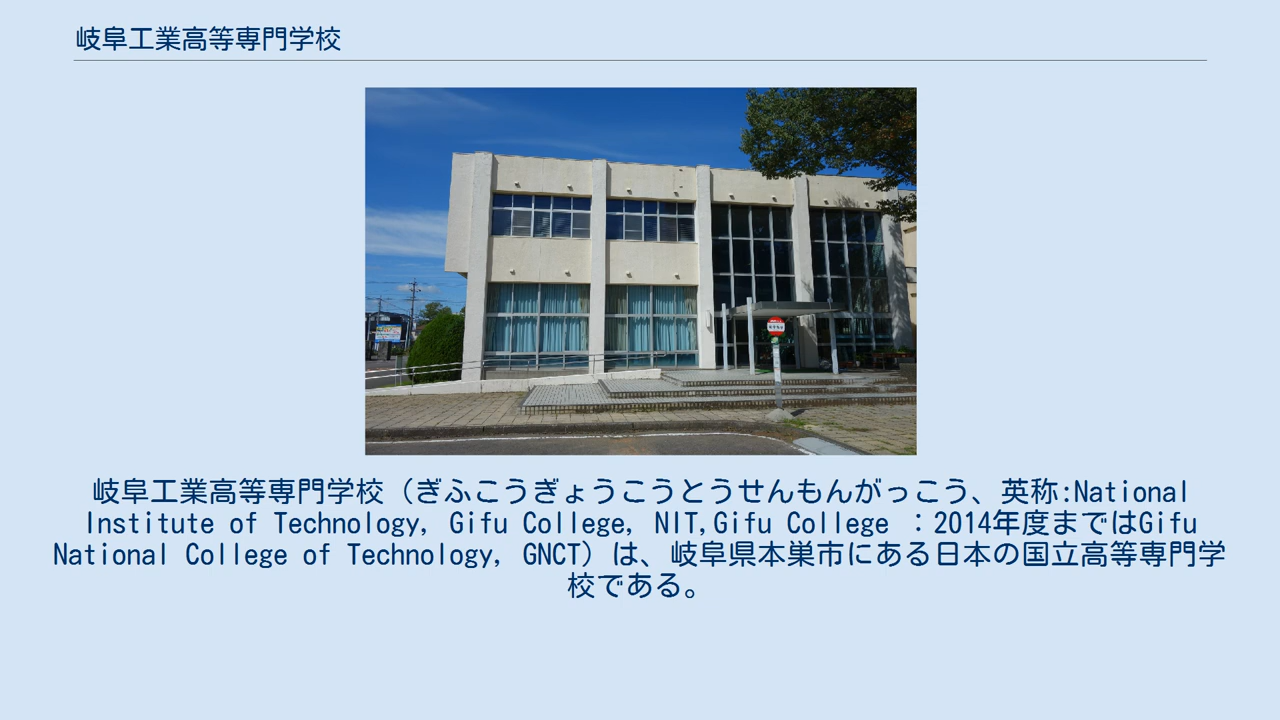 岐阜工業高等専門学校
岐阜工業高等専門学校（ぎふこうぎょうこうとうせんもんがっこう、英称:National
Institute of Technology, Gifu College, NIT,Gifu College ：2014年度まではGifu
National College of Technology, GNCT）は、岐阜県本巣市にある日本の国立高等専門学
校である。